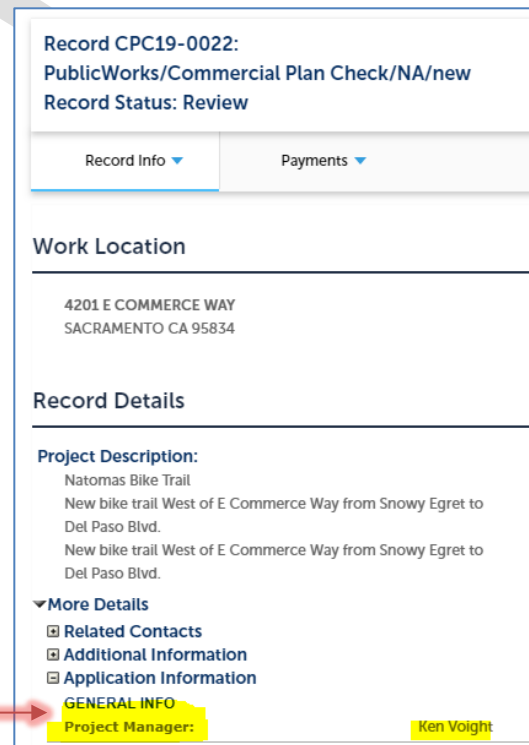 Record CPC19-0022:
PublicWorks/Commercial Plan Check/NA/new
Record Status: Review
Record Info Payments
Work Location
4201 E COMMERCE WAY
SACRAMENTO CA 95834
Record Details
Project Description:
Natomas Bike Trail
New bike trail West of E Commerce Way from Snowy Egret to
Del Paso Blvd.
New bike trail West of E Commerce Way from Snowy Egret to
Del Paso Blvd.
More Details
Related Contacts
Additional Information
Application Information
GENERAL INFO
Project Manager: Ken Voight